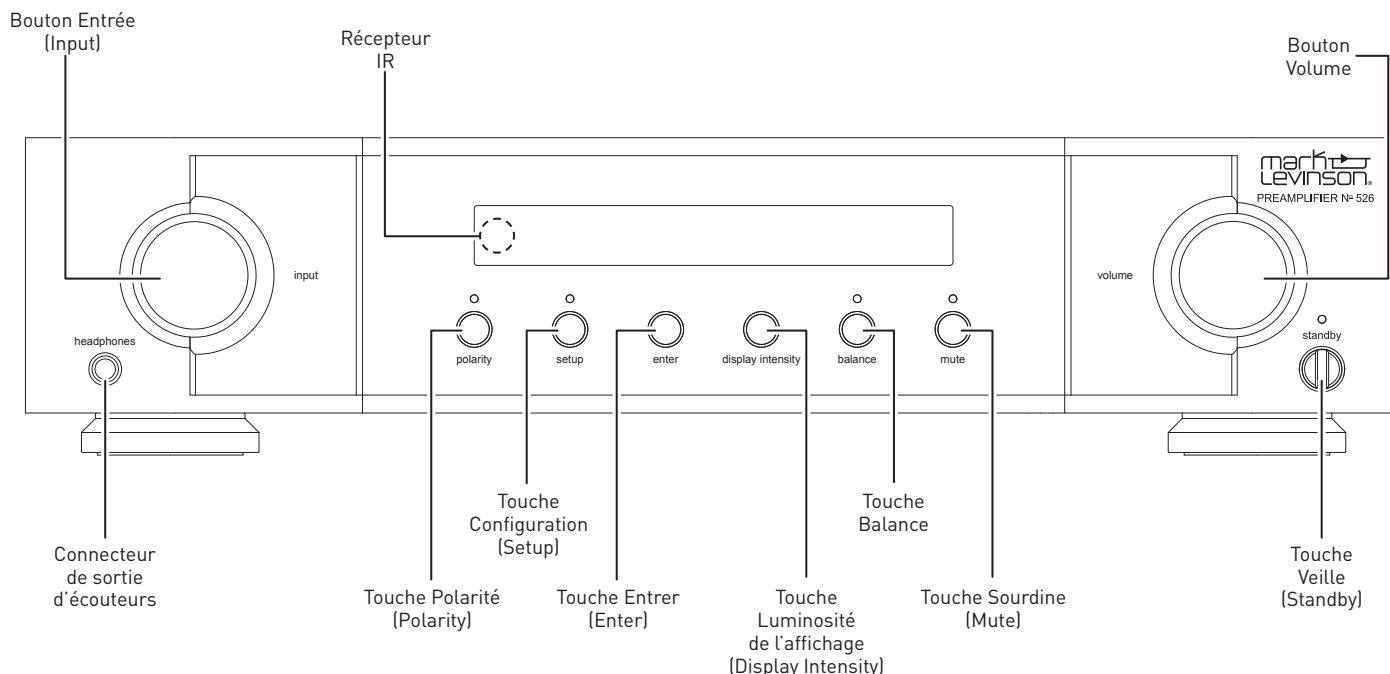 Bouton Entrée
(Input)
Récepteur
IR
Bouton
Volume
mark
Levinson®
PREAMPLIFIER Nº 526
input
volume
headphones
standby
polarity
setup
enter
display intensity
balance
mute
Touche
Configuration
(Setup)
Touche
Balance
Connecteur
de sortie
d'écouteurs
Touche
Veille
(Standby)
Touche Polarité
(Polarity)
Touche Entrer
(Enter)
Touche
Luminosité
de l'affichage
(Display Intensity)
Touche Sourdine
(Mute)